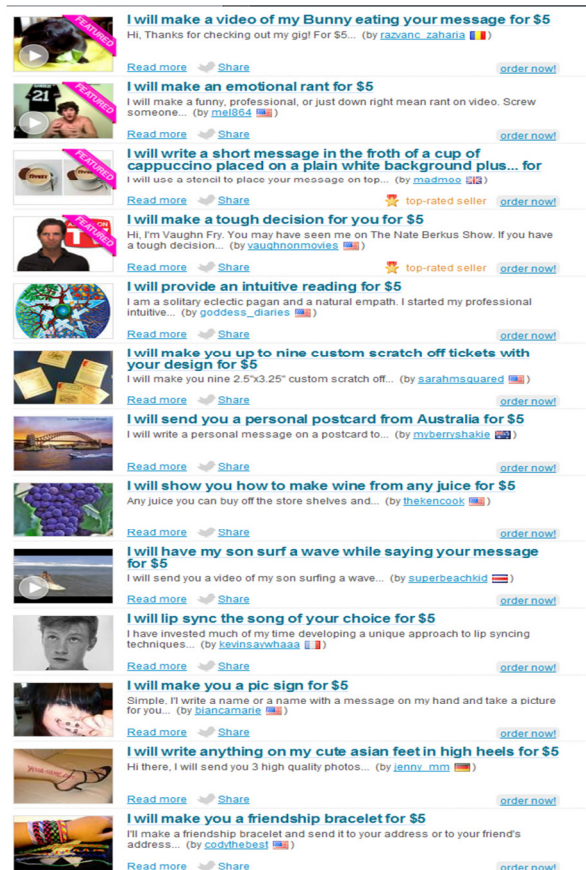 I will make a video of my Bunny eating your message for $5
Hi, Thanks for checking out my gig! For $5... (by razvanc_zaharia )
FEATURED
Read more Share order now!
I will make an emotional rant for $5
I will make a funny, professional, or just down right mean rant on video. Screw
someone... (by mel864 )
21
FEATURED
Read more Share order now!
I will write a short message in the froth of a cup of
cappuccino placed on a plain white background plus... for
I will use a stencil to place your message on top... (by madmoo )
FEATURED
Read more Share top-rated seller order now!
I will make a tough decision for you for $5
Hi, I'm Vaughn Fry. You may have seen me on The Nate Berkus Show. If you have
a tough decision... (by vaughnonmovies )
FEATURED
Read more Share top-rated seller order now!
I will provide an intuitive reading for $5
I am a solitary eclectic pagan and a natural empath. I started my professional
intuitive... (by goddess_diaries )
Read more Share order now!
I will make you up to nine custom scratch off tickets with
your design for $5
I will make you nine 2.5"x3.25" custom scratch off... (by sarahmsquared )
Read more Share order now!
I will send you a personal postcard from Australia for $5
I will write a personal message on a postcard to... (by myberryshakie )
Read more Share order now!
I will show you how to make wine from any juice for $5
Any juice you can buy off the store shelves and... (by thekencook )
Read more Share order now!
I will have my son surf a wave while saying your message
for $5
I will send you a video of my son surfing a wave... (by superbeachkid )
Read more Share order now!
I will lip sync the song of your choice for $5
I have invested much of my time developing a unique approach to lip syncing
techniques... (by kevinsaywhaaa )
Read more Share order now!
I will make you a pic sign for $5
Simple, I'l write a name or a name with a message on my hand and take a picture
for you... (by biancamarie )
Read more Share order now!
I will write anything on my cute asian feet in high heels for $5
Hi there, I will send you 3 high quality photos... (by jenny_mm )
Read more Share order now!
I will make you a friendship bracelet for $5
I'll make a friendship bracelet and send it to your address or to your friend's
address... (by codythebest )
Read more Share order now!